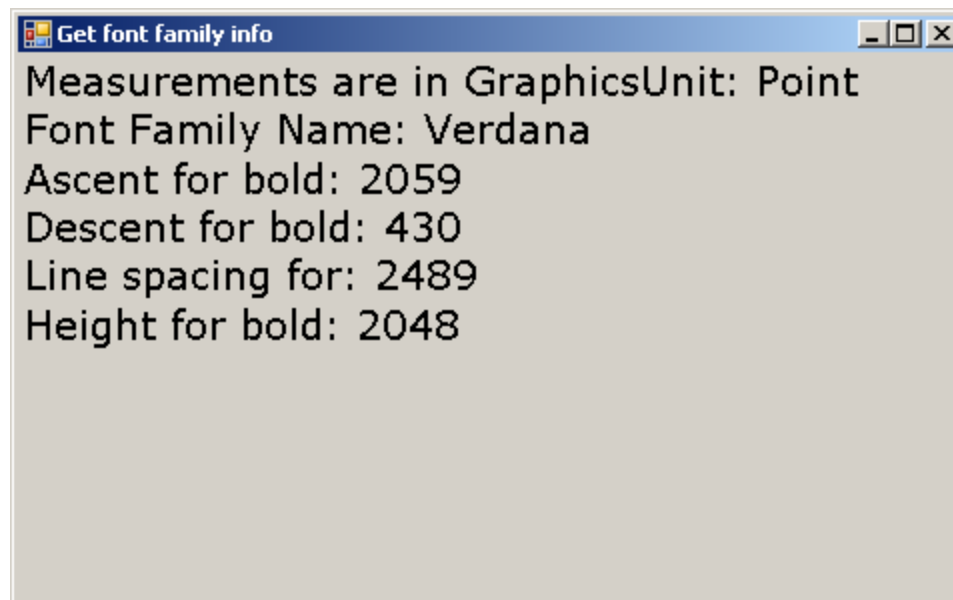 Get font family info
Measurements are in GraphicsUnit: Point
Font Family Name: Verdana
Ascent for bold: 2059
Descent for bold: 430
Line spacing for: 2489
Height for bold: 2048